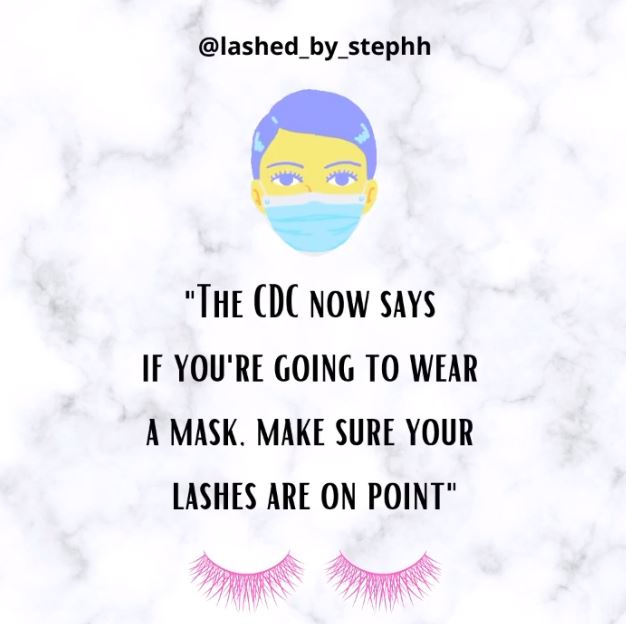 @lashed_by_stephh
"The CDC now says
if you're going to wear
a mask. make sure your
lashes are on point"